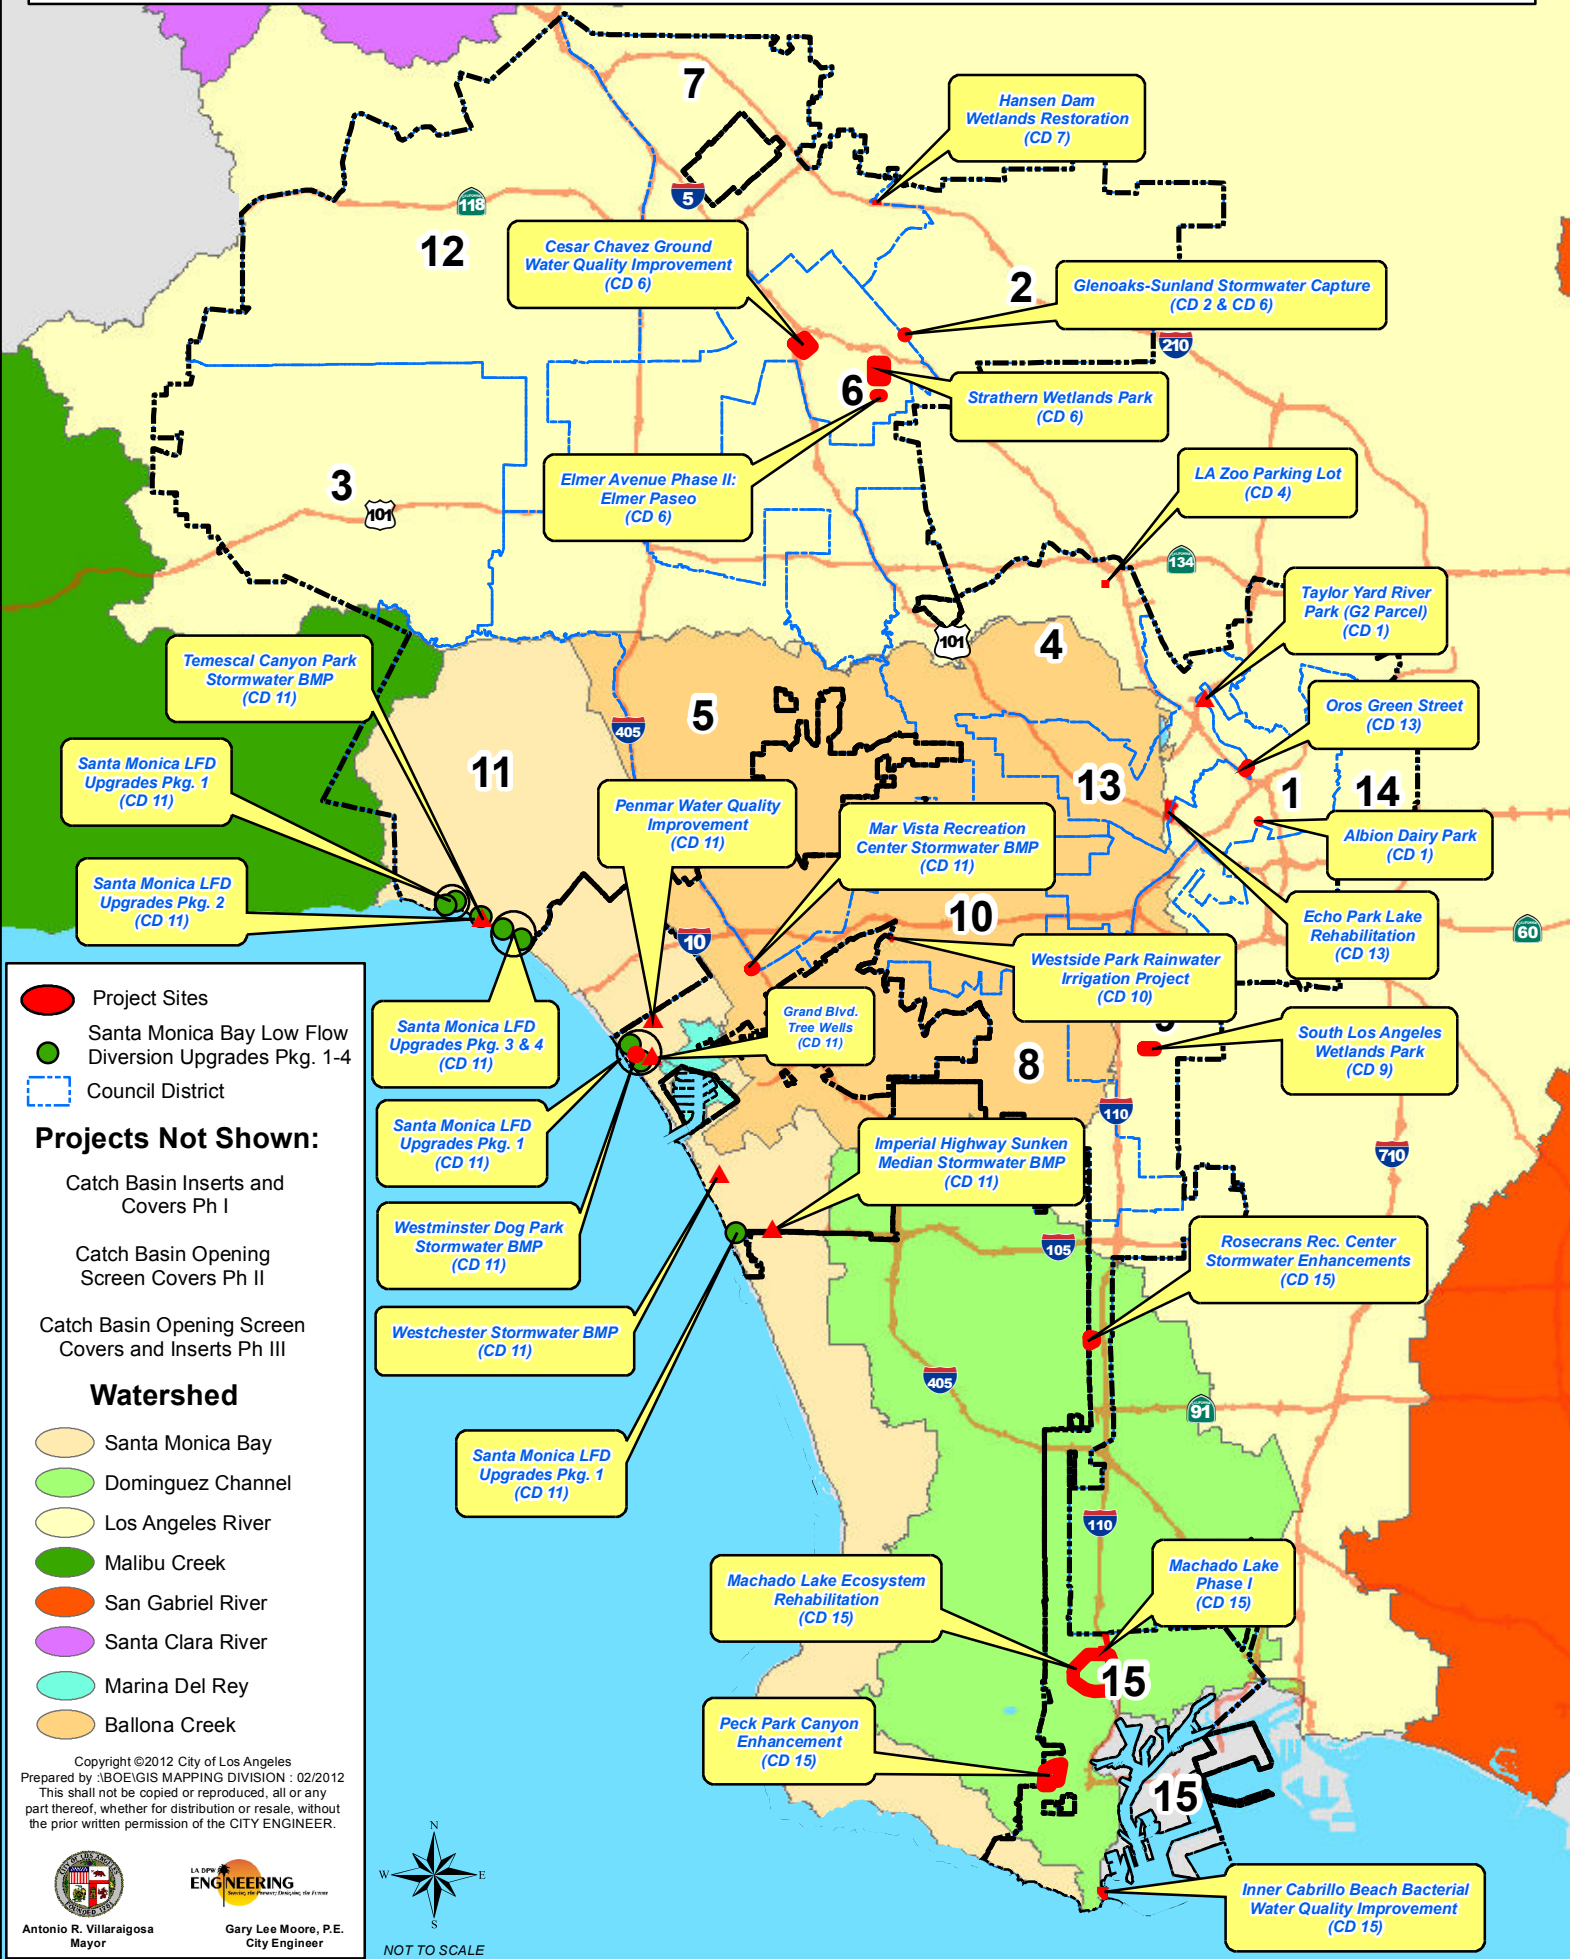 7
Hansen Dam
Wetlands Restoration
(CD 7)
5
118
12
Cesar Chavez Ground
Water Quality Improvement
(CD 6)
2
Glenoaks-Sunland Stormwater Capture
(CD 2 & CD 6)
210
6
Strathern Wetlands Park
(CD 6)
3
101
Elmer Avenue Phase II:
Elmer Paseo
(CD 6)
LA Zoo Parking Lot
(CD 4)
CALIFORNIA
134
Taylor Yard River
Park (G2 Parcel)
(CD 1)
101
4
Temescal Canyon Park
Stormwater BMP
(CD 11)
5
405
Oros Green Street
(CD 13)
Santa Monica LFD
Upgrades Pkg. 1
(CD 11)
11
13
1
14
Penmar Water Quality
Improvement
(CD 11)
Mar Vista Recreation
Center Stormwater BMP
(CD 11)
Albion Dairy Park
(CD 1)
Santa Monica LFD
Upgrades Pkg. 2
(CD 11)
10
10
Echo Park Lake
Rehabilitation
(CD 13)
60
Westside Park Rainwater
Irrigation Project
(CD 10)
Santa Monica LFD
Upgrades Pkg. 3 & 4
(CD 11)
Grand Blvd.
Tree Wells
(CD 11)
9
8
South Los Angeles
Wetlands Park
(CD 9)
110
710
Santa Monica LFD
Upgrades Pkg. 1
(CD 11)
Imperial Highway Sunken
Median Stormwater BMP
(CD 11)
Westminster Dog Park
Stormwater BMP
(CD 11)
105
Rosecrans Rec. Center
Stormwater Enhancements
(CD 15)
Westchester Stormwater BMP
(CD 11)
405
91
Santa Monica LFD
Upgrades Pkg. 1
(CD 11)
110
Machado Lake Ecosystem
Rehabilitation
(CD 15)
Machado Lake
Phase I
(CD 15)
15
Peck Park Canyon
Enhancement
(CD 15)
15
Inner Cabrillo Beach Bacterial
Water Quality Improvement
(CD 15)
Project Sites
Santa Monica Bay Low Flow
Diversion Upgrades Pkg. 1-4
Council District
Projects Not Shown:
Catch Basin Inserts and
Covers Ph I
Catch Basin Opening
Screen Covers Ph II
Catch Basin Opening Screen
Covers and Inserts Ph III
Watershed
Santa Monica Bay
Dominguez Channel
Los Angeles River
Malibu Creek
San Gabriel River
Santa Clara River
Marina Del Rey
Ballona Creek
Copyright ©2012 City of Los Angeles
Prepared by :\BOE\GIS MAPPING DIVISION : 02/2012
This shall not be copied or reproduced, all or any
part thereof, whether for distribution or resale, without
the prior written permission of the CITY ENGINEER.
LA DPW
ENGINEERING
Antonio R. Villaraigosa
Mayor
Gary Lee Moore, P.E.
City Engineer
N
W
E
S
NOT TO SCALE